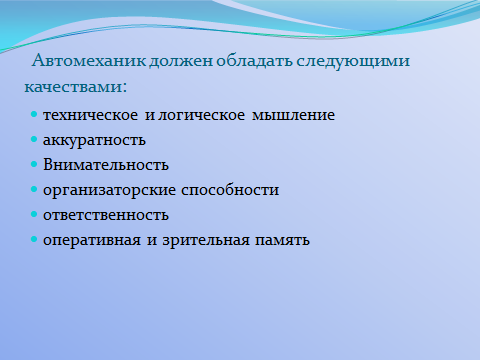 Автомеханик должен обладать следующими
качествами:
техническое и логическое мышление
аккуратность
Внимательность
организаторские способности
ответственность
оперативная и зрительная память